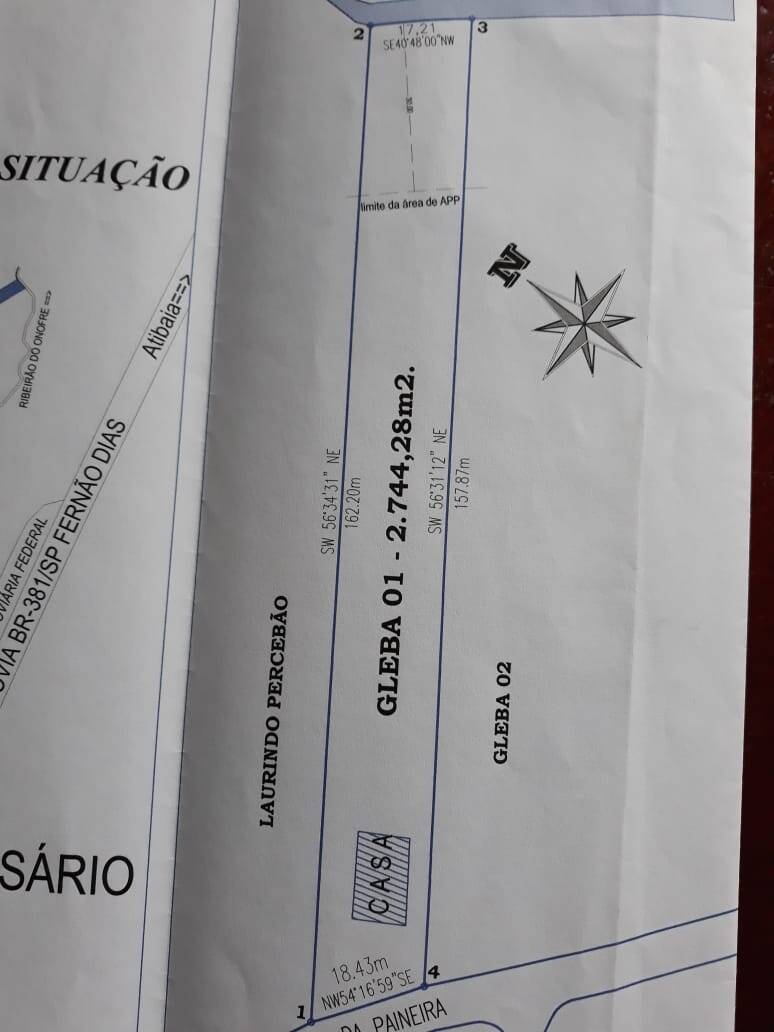 2
17,21
3
SE40°48'00"NW
30.00
SITUAÇÃO
limite da área de APP
N
Atibaia==>
RIBEIRÃO DO ONOFRE ==>
VIA BR-381/SP FERNÃO DIAS
VIÁRIA FEDERAL
SW 56°34'31" NE
162.20m
GLEBA 01 - 2.744,28m2.
SW 56°31'12" NE
157.87m
LAURINDO PERCEBÃO
GLEBA 02
CASA
SÁRIO
18.43m
NW54°16'59"SE
4
1
DA PAINEIRA